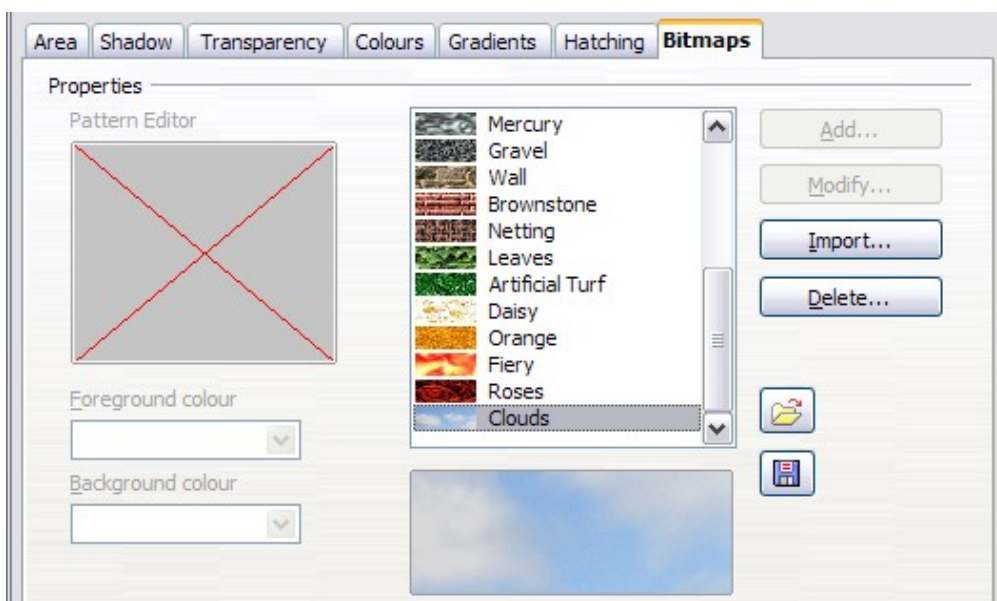 Area Shadow Transparency Colours Gradients Hatching Bitmaps
Properties
Pattern Editor
Mercury
Gravel
Wall
Brownstone
Netting
Leaves
Artificial Turf
Daisy
Orange
Fiery
Roses
Clouds
Add...
Modify...
Import...
Delete...
Foreground colour
Background colour